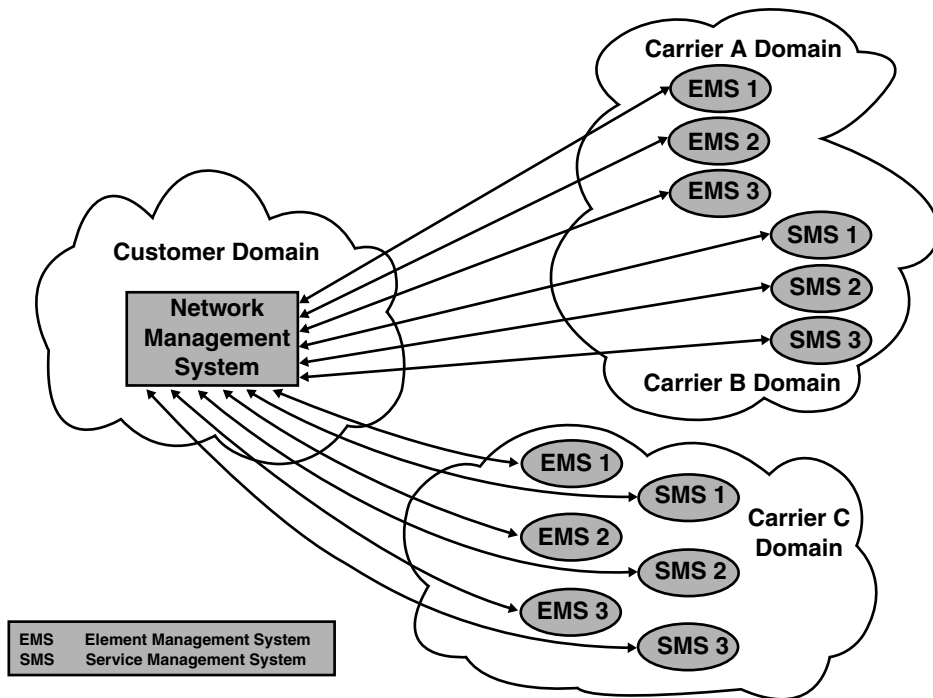 Carrier A Domain
EMS 1
EMS 2
EMS 3
SMS 1
SMS 2
SMS 3
Carrier B Domain
Customer Domain
Network
Management
System
EMS 1
SMS 1
EMS 2
SMS 2
EMS 3
SMS 3
Carrier C
Domain
EMS Element Management System
SMS Service Management System